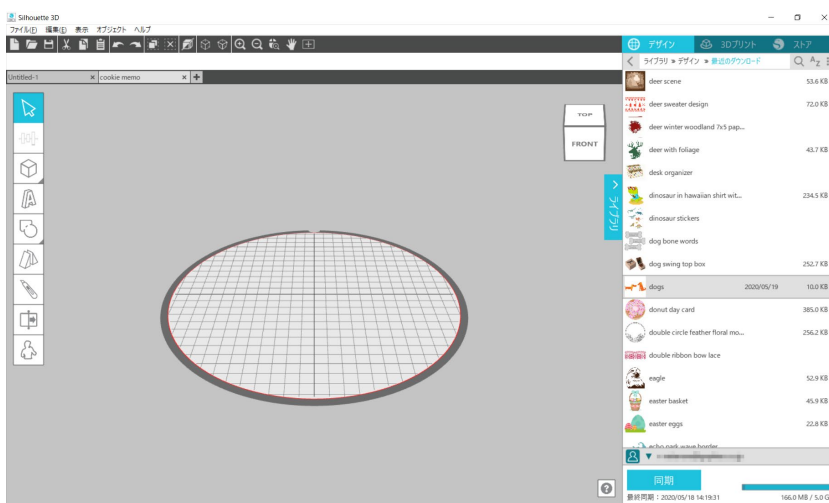 Silhouette 3D
ファイル(F) 編集(E) 表示 オブジェクト ヘルプ
デザイン 3Dプリント ストア
ライブラリ » デザイン » 最近のダウンロード
Untitled-1 × cookie memo ×
TOP
FRONT
ライブラリ
deer scene 53.6 KB
deer sweater design 72.0 KB
deer winter woodland 7x5 pap...
deer with foliage 43.7 KB
desk organizer
dinosaur in hawaiian shirt wit... 234.5 KB
dinosaur stickers
dog bone words
dog swing top box 252.7 KB
dogs 2020/05/19 10.0 KB
donut day card 385.0 KB
double circle feather floral mo... 256.2 KB
double ribbon bow lace
eagle 52.9 KB
easter basket 45.9 KB
easter eggs 22.8 KB
echo park wave border
同期
最終同期：2020/05/18 14:19:31 166.0 MB / 5.0 G